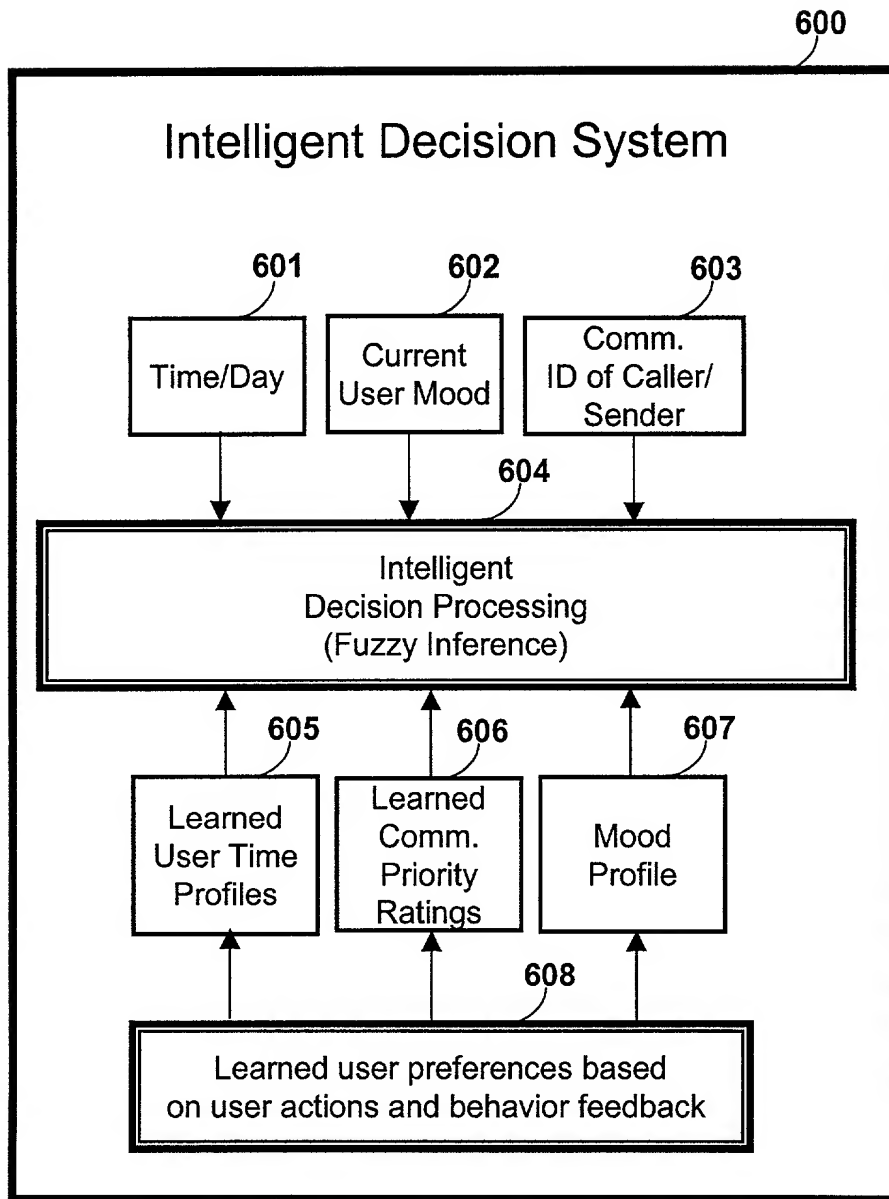 600
Intelligent Decision System
601
602
603
Time/Day
Current
User Mood
Comm.
ID of Caller/
Sender
604
Intelligent
Decision Processing
(Fuzzy Inference)
605
606
607
Learned
User Time
Profiles
Learned
Comm.
Priority
Ratings
Mood
Profile
608
Learned user preferences based
on user actions and behavior feedback